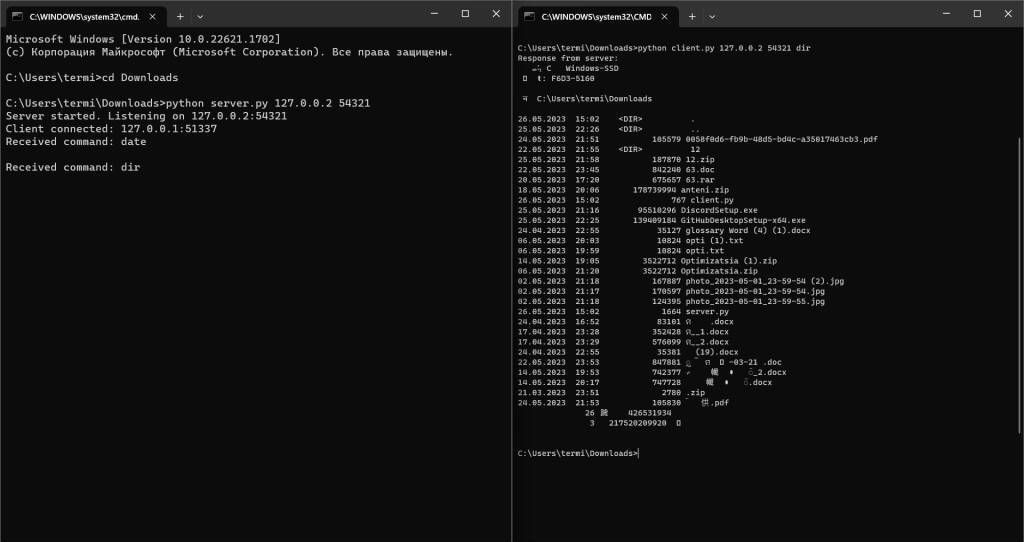 C:\WINDOWS\system32\cmd.
Microsoft Windows [Version 10.0.22621.1702]
(c) Корпорация Майкрософт (Microsoft Corporation). Все права защищены.
C:\Users\termi>cd Downloads
C:\Users\termi\Downloads>python server.py 127.0.0.2 54321
Server started. Listening on 127.0.0.2:54321
Client connected: 127.0.0.1:51337
Received command: date
Received command: dir
C:\WINDOWS\system32\CMD
C:\Users\termi\Downloads>python client.py 127.0.0.2 54321 dir
Response from server:
C Windows-SSD
: F6D3-5160
C:\Users\termi\Downloads
26.05.2023 15:02 <DIR> .
25.05.2023 22:26 <DIR> ..
24.05.2023 21:51 105579 0058f0d6-fb9b-48d5-bd4c-a35017463cb3.pdf
22.05.2023 21:55 <DIR> 12
25.05.2023 21:58 187870 12.zip
22.05.2023 23:45 842240 63.doc
20.05.2023 17:20 675657 63.rar
18.05.2023 20:06 178739994 anteni.zip
26.05.2023 15:02 767 client.py
25.05.2023 21:16 95510296 DiscordSetup.exe
25.05.2023 22:25 139409184 GitHubDesktopSetup-x64.exe
24.04.2023 22:55 35127 glossary Word (4) (1).docx
06.05.2023 20:03 10824 opti (1).txt
06.05.2023 19:59 10824 opti.txt
14.05.2023 19:05 3522712 Optimizatsia (1).zip
06.05.2023 21:20 3522712 Optimizatsia.zip
02.05.2023 21:18 167887 photo_2023-05-01_23-59-54 (2).jpg
02.05.2023 21:17 170597 photo_2023-05-01_23-59-54.jpg
02.05.2023 21:18 124395 photo_2023-05-01_23-59-55.jpg
26.05.2023 15:02 1664 server.py
24.04.2023 16:52 83101 .docx
17.04.2023 23:28 352428 __1.docx
17.04.2023 23:29 576099 __2.docx
24.04.2023 22:55 35381 (19).docx
22.05.2023 23:53 847881 -03-21 .doc
14.05.2023 19:53 742377 _2.docx
14.05.2023 20:17 747728 .docx
21.03.2023 23:51 2780 .zip
24.05.2023 21:53 105830 供.pdf
26 426531934
3 217520209920
C:\Users\termi\Downloads>